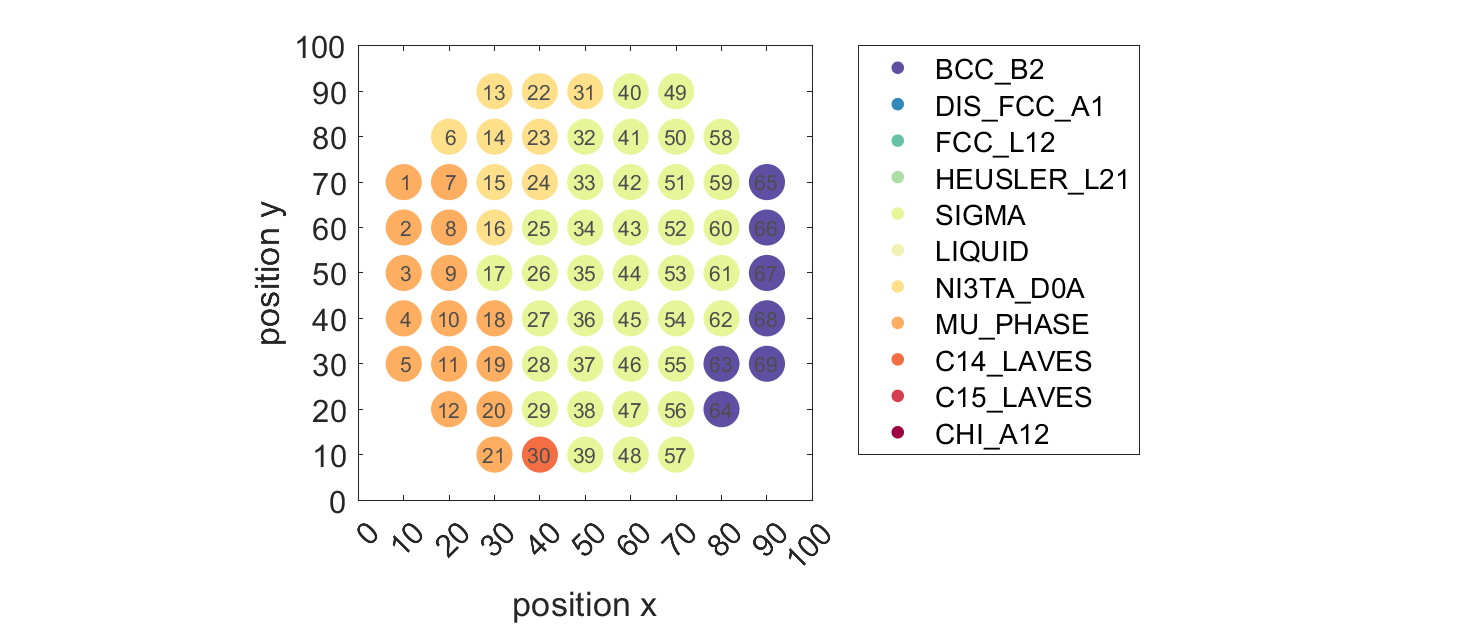 100
90 13 22 31 40 49
80 6 14 23 32 41 50 58
70 1 7 15 24 33 42 51 59 65
60 2 8 16 25 34 43 52 60 66
50 3 9 17 26 35 44 53 61 67
40 4 10 18 27 36 45 54 62 68
30 5 11 19 28 37 46 55 63 69
20 12 20 29 38 47 56 64
10 21 30 39 48 57
0
0 10 20 30 40 50 60 70 80 90 100
position x
position y
BCC_B2
DIS_FCC_A1
FCC_L12
HEUSLER_L21
SIGMA
LIQUID
NI3TA_D0A
MU_PHASE
C14_LAVES
C15_LAVES
CHI_A12